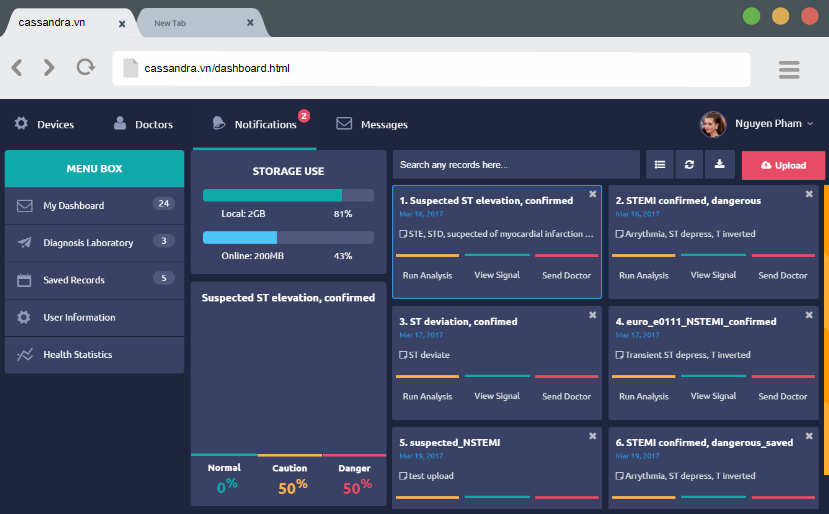 cassandra.vn
New Tab
cassandra.vn/dashboard.html
Devices
Doctors
Notifications 2
Messages
Nguyen Pham
MENU BOX
My Dashboard 24
Diagnosis Laboratory 3
Saved Records 5
User Information
Health Statistics
STORAGE USE
Local: 2GB 81%
Online: 200MB 43%
Suspected ST elevation, confirmed
Normal Caution Danger
0% 50% 50%
Search any records here...
Upload
1. Suspected ST elevation, confirmed
Mar 16, 2017
STE, STD, sucpected of myocardial infarction ...
Run Analysis View Signal Send Doctor
2. STEMI confirmed, dangerous
Mar 16, 2017
Arrythmia, ST depress, T inverted
Run Analysis View Signal Send Doctor
3. ST deviation, confimed
Mar 17, 2017
ST deviate
Run Analysis View Signal Send Doctor
4. euro_e0111_NSTEMI_confirmed
Mar 17, 2017
Transient ST depress, T inverted
Run Analysis View Signal Send Doctor
5. suspected_NSTEMI
Mar 19, 2017
test upload
6. STEMI confirmed, dangerous_saved
Mar 19, 2017
Arrythmia, ST depress, T inverted